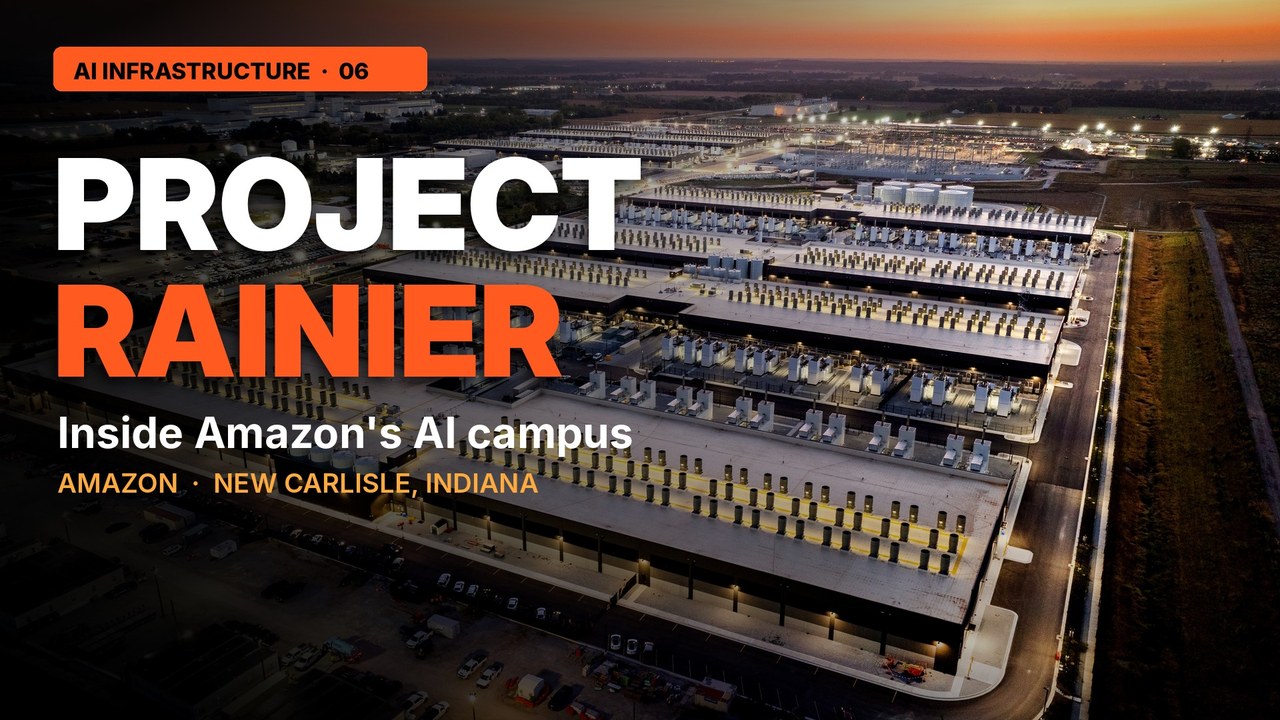 AI INFRASTRUCTURE · 06
PROJECT
RAINIER
Inside Amazon's AI campus
AMAZON · NEW CARLISLE, INDIANA